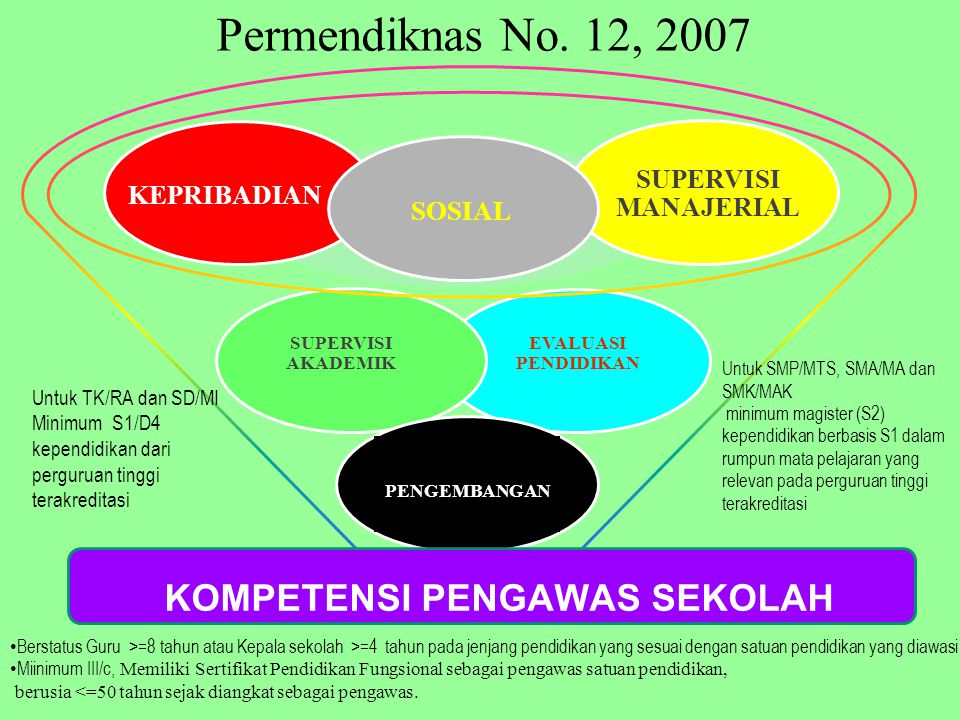 Permendiknas No. 12, 2007
KEPRIBADIAN
SOSIAL
SUPERVISI
MANAJERIAL
SUPERVISI
AKADEMIK
EVALUASI
PENDIDIKAN
PENGEMBANGAN
Untuk TK/RA dan SD/MI
Minimum S1/D4
kependidikan dari
perguruan tinggi
terakreditasi
Untuk SMP/MTS, SMA/MA dan
SMK/MAK
minimum magister (S2)
kependidikan berbasis S1 dalam
rumpun mata pelajaran yang
relevan pada perguruan tinggi
terakreditasi
KOMPETENSI PENGAWAS SEKOLAH
•Berstatus Guru >=8 tahun atau Kepala sekolah >=4 tahun pada jenjang pendidikan yang sesuai dengan satuan pendidikan yang diawasi
•Miinimum III/c, Memiliki Sertifikat Pendidikan Fungsional sebagai pengawas satuan pendidikan,
berusia <=50 tahun sejak diangkat sebagai pengawas.